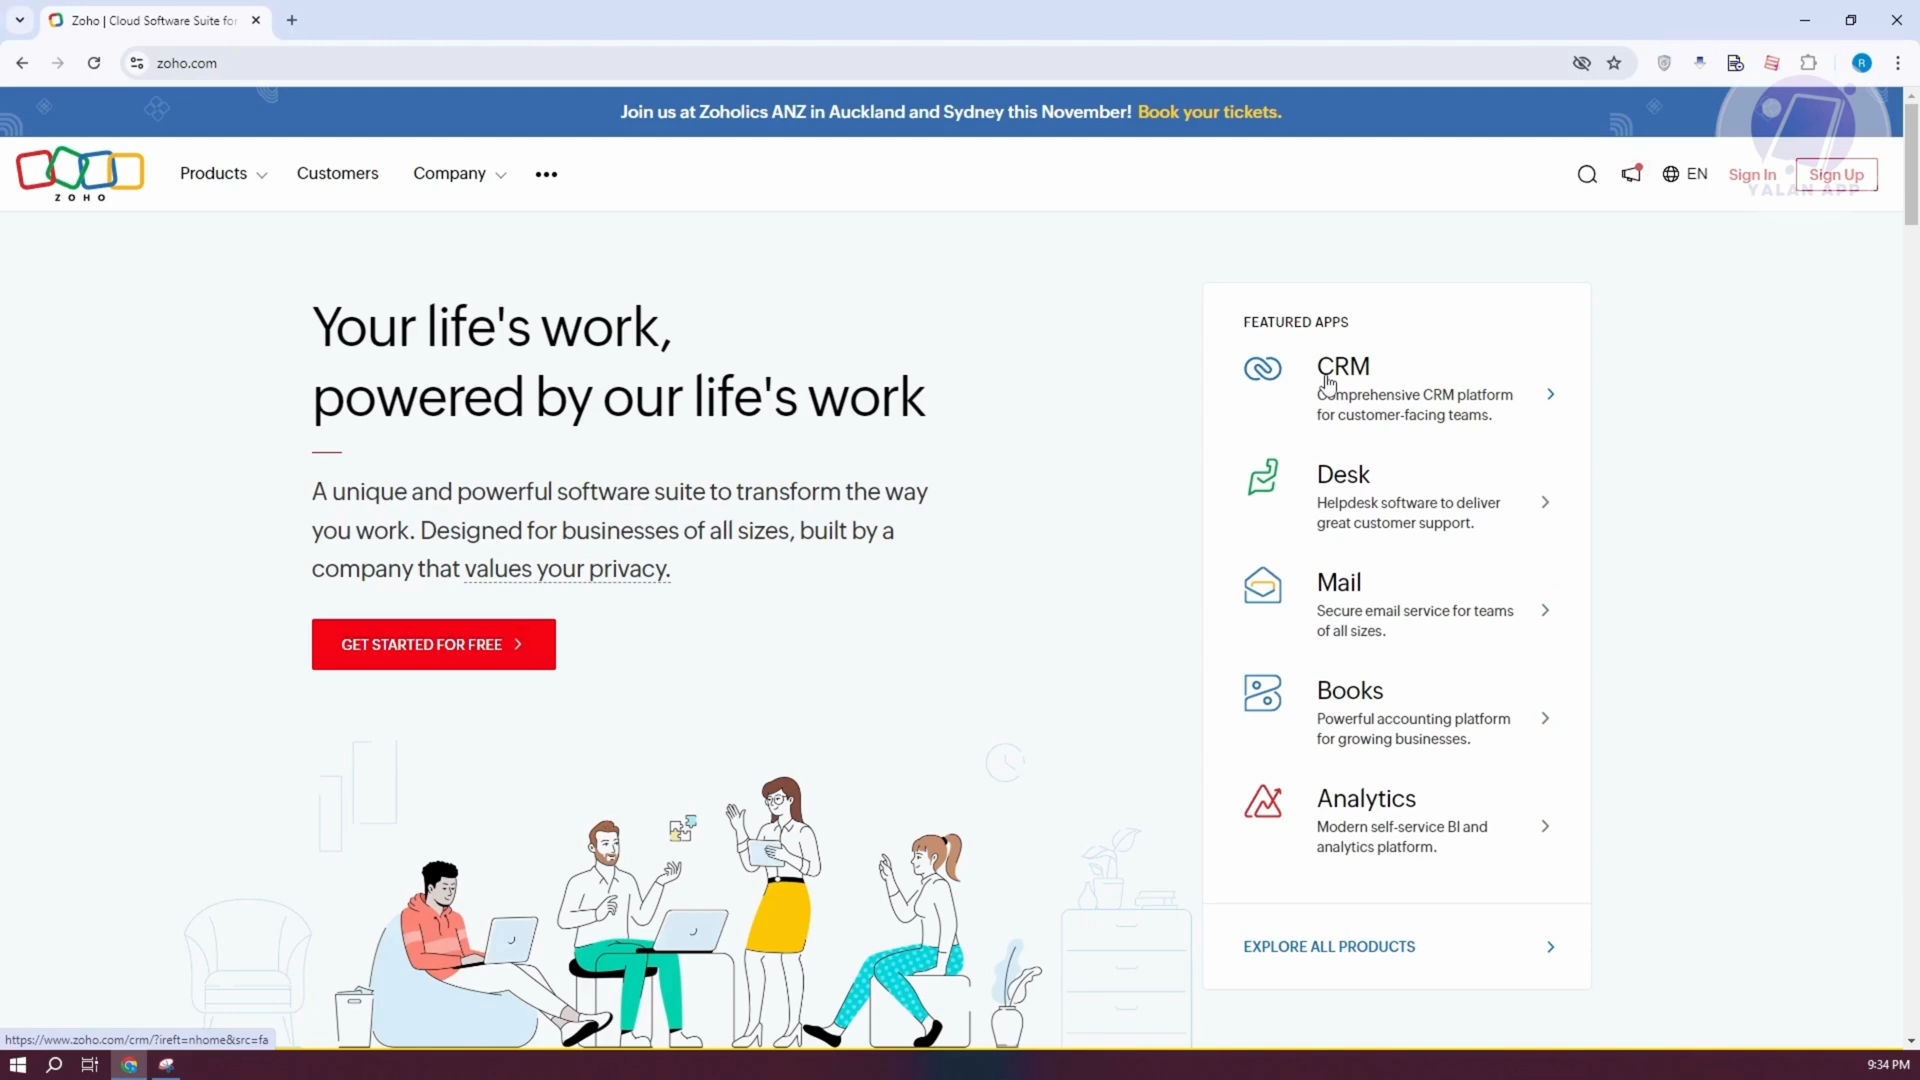 Zoho | Cloud Software Suite for
zoho.com
R
Join us at Zoholics ANZ in Auckland and Sydney this November! Book your tickets.
ZOHO
Products
Customers
Company
EN
Sign In
Sign Up
YALAN APP
Your life's work,
powered by our life's work
A unique and powerful software suite to transform the way
you work. Designed for businesses of all sizes, built by a
company that values your privacy.
GET STARTED FOR FREE
FEATURED APPS
CRM
Comprehensive CRM platform
for customer-facing teams.
Desk
Helpdesk software to deliver
great customer support.
Mail
Secure email service for teams
of all sizes.
Books
Powerful accounting platform
for growing businesses.
Analytics
Modern self-service BI and
analytics platform.
EXPLORE ALL PRODUCTS
https://www.zoho.com/crm/?ireft=nhome&src=fa
9:34 PM